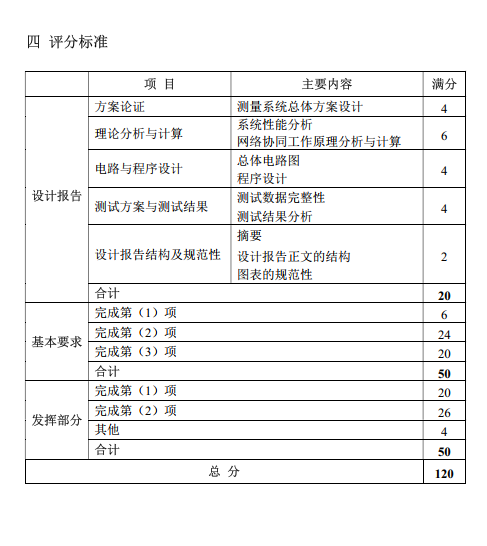 四 评分标准
项 目 主要内容 满分
设计报告
方案论证 测量系统总体方案设计 4
理论分析与计算 系统性能分析
网络协同工作原理分析与计算 6
电路与程序设计 总体电路图
程序设计 4
测试方案与测试结果 测试数据完整性
测试结果分析 4
设计报告结构及规范性 摘要
设计报告正文的结构
图表的规范性 2
合计 20
基本要求
完成第（1）项 6
完成第（2）项 24
完成第（3）项 20
合计 50
发挥部分
完成第（1）项 20
完成第（2）项 26
其他 4
合计 50
总 分 120